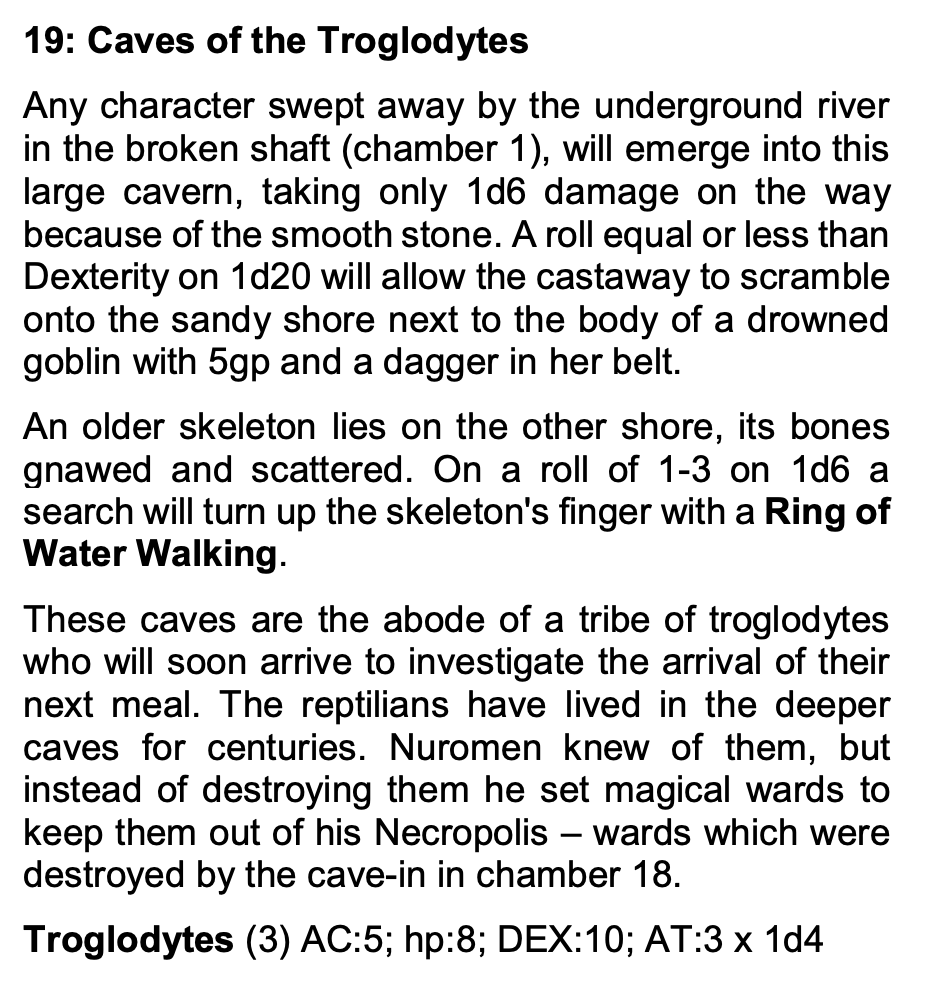 19: Caves of the Troglodytes
Any character swept away by the underground river
in the broken shaft (chamber 1), will emerge into this
large cavern, taking only 1d6 damage on the way
because of the smooth stone. A roll equal or less than
Dexterity on 1d20 will allow the castaway to scramble
onto the sandy shore next to the body of a drowned
goblin with 5gp and a dagger in her belt.
An older skeleton lies on the other shore, its bones
gnawed and scattered. On a roll of 1-3 on 1d6 a
search will turn up the skeleton's finger with a Ring of
Water Walking.
These caves are the abode of a tribe of troglodytes
who will soon arrive to investigate the arrival of their
next meal. The reptilians have lived in the deeper
caves for centuries. Nuromen knew of them, but
instead of destroying them he set magical wards to
keep them out of his Necropolis – wards which were
destroyed by the cave-in in chamber 18.
Troglodytes (3) AC:5; hp:8; DEX:10; AT:3 x 1d4